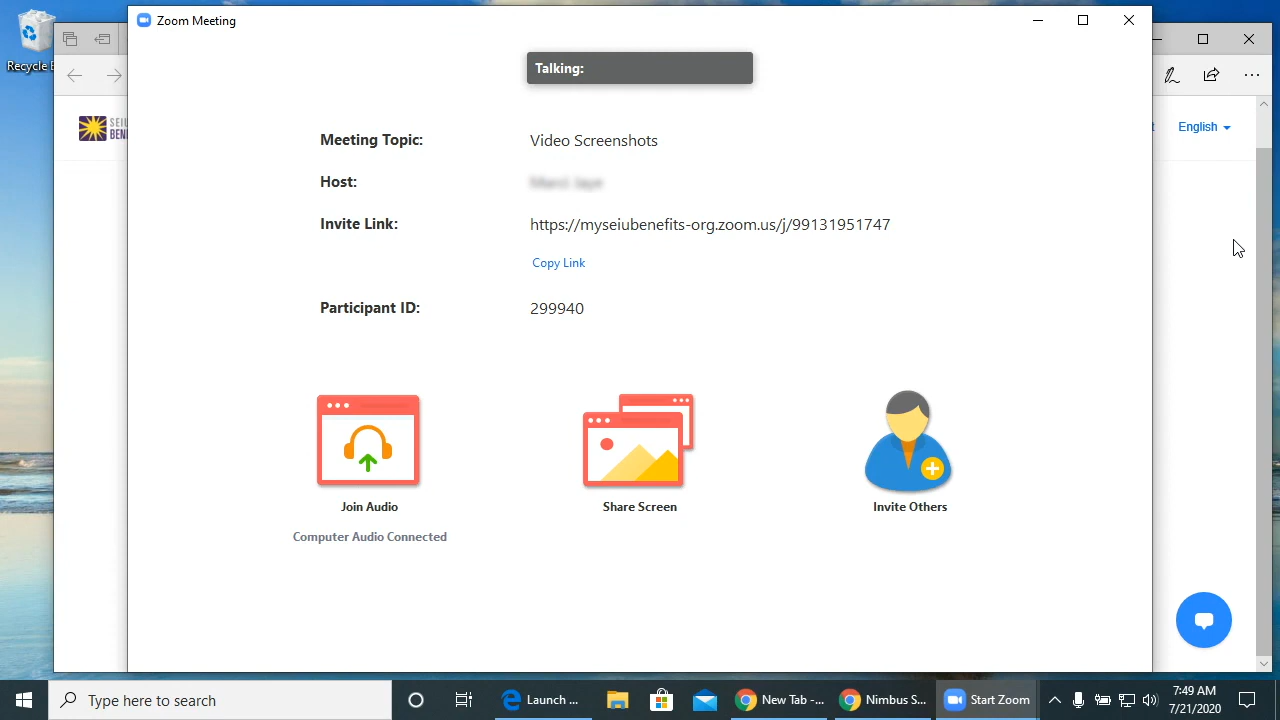 Recycle B
Zoom Meeting
Talking:
SEIU
BENE
English
Meeting Topic:
Video Screenshots
Host:
Invite Link:
https://myseiubenefits-org.zoom.us/j/99131951747
Copy Link
Participant ID:
299940
Join Audio
Share Screen
Invite Others
Computer Audio Connected
Type here to search
Launch ...
New Tab -...
Nimbus S...
Start Zoom
7:49 AM
7/21/2020